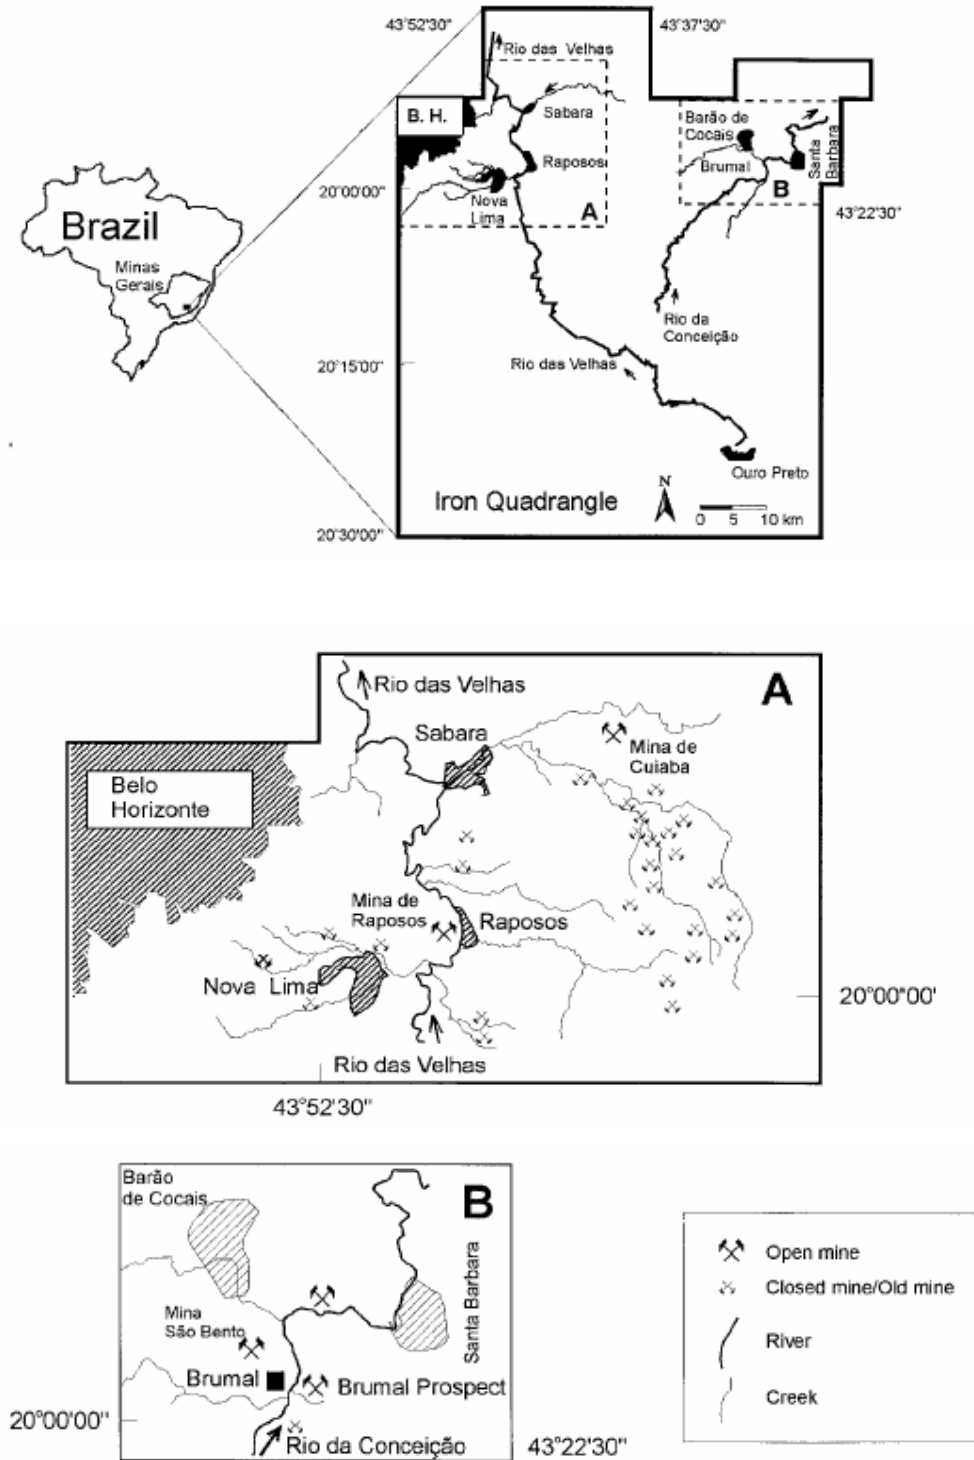 43°52'30"
43°37'30"
Rio das Velhas
B. H.
Sabara
Barão de
Cocais
Raposos
Brumal
Santa
Barbara
20°00'00"
Nova
Lima
A
B
43°22'30"
Brazil
Minas
Gerais
Rio da
Conceição
20°15'00"
Rio das Velhas
Ouro Preto
Iron Quadrangle
N
0 5 10 km
20°30'00"
A
Rio das Velhas
Sabara
Mina de
Cuiaba
Belo
Horizonte
Mina de
Raposos
Raposos
Nova Lima
20°00"00'
Rio das Velhas
43°52'30"
Barão
de Cocais
B
Santa Barbara
Mina
São Bento
Brumal
Brumal Prospect
20°00'00"
Rio da Conceição
43°22'30"
Open mine
Closed mine/Old mine
River
Creek